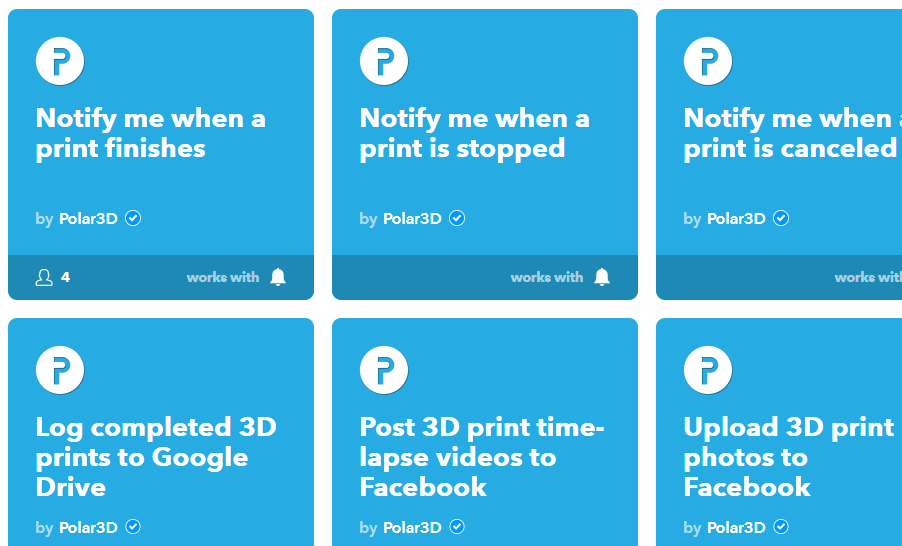 Notify me when a
print finishes
by Polar3D
4
works with
Notify me when a
print is stopped
by Polar3D
works with
Notify me when
print is canceled
by Polar3D
works with
Log completed 3D
prints to Google
Drive
by Polar3D
Post 3D print time-
lapse videos to
Facebook
by Polar3D
Upload 3D print
photos to
Facebook
by Polar3D